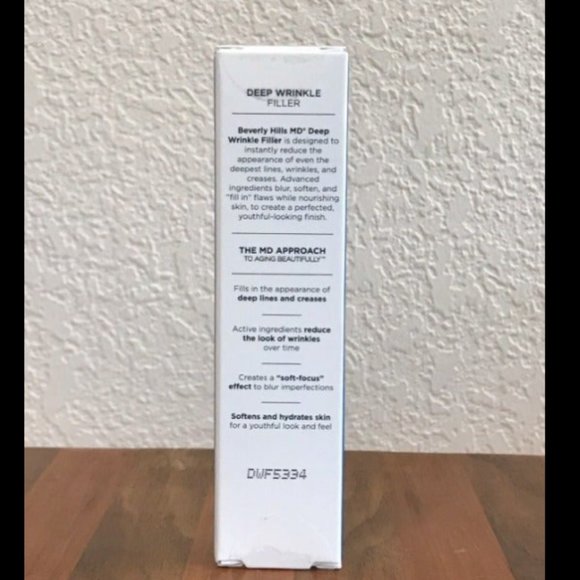 DEEP WRINKLE
FILLER
Beverly Hills MD® Deep
Wrinkle Filler is designed to
instantly reduce the
appearance of even the
deepest lines, wrinkles, and
creases. Advanced
ingredients blur, soften, and
"fill in" flaws while nourishing
skin, to create a perfected,
youthful-looking finish.
THE MD APPROACH
TO AGING BEAUTIFULLY™
Fills in the appearance of
deep lines and creases
Active ingredients reduce
the look of wrinkles
over time
Creates a "soft-focus"
effect to blur imperfections
Softens and hydrates skin
for a youthful look and feel
DWF5334